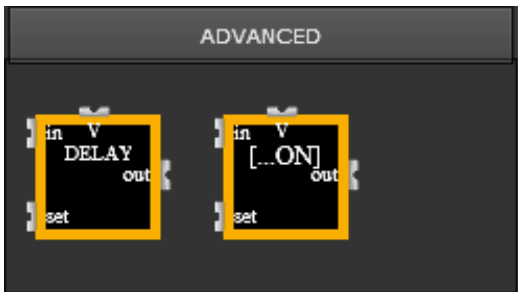 ADVANCED
in V
DELAY
out
set
in V
[...ON]
out
set